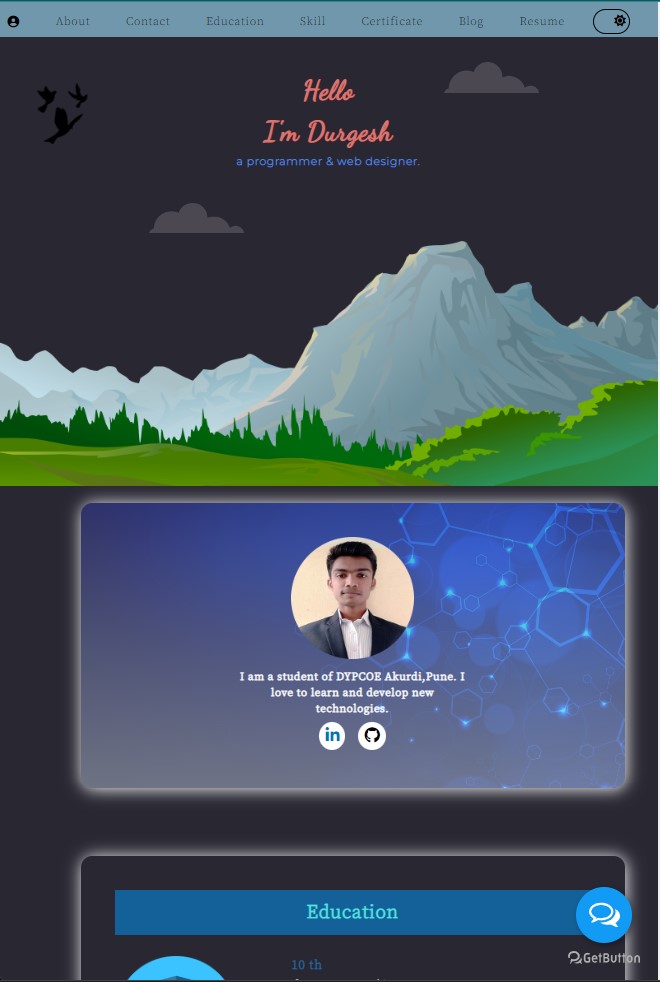 About Contact Education Skill Certificate Blog Resume
Hello
I'm Durgesh
a programmer & web designer.
I am a student of DYPCOE Akurdi,Pune. I
love to learn and develop new
technologies.
in
Education
10 th
GetButton